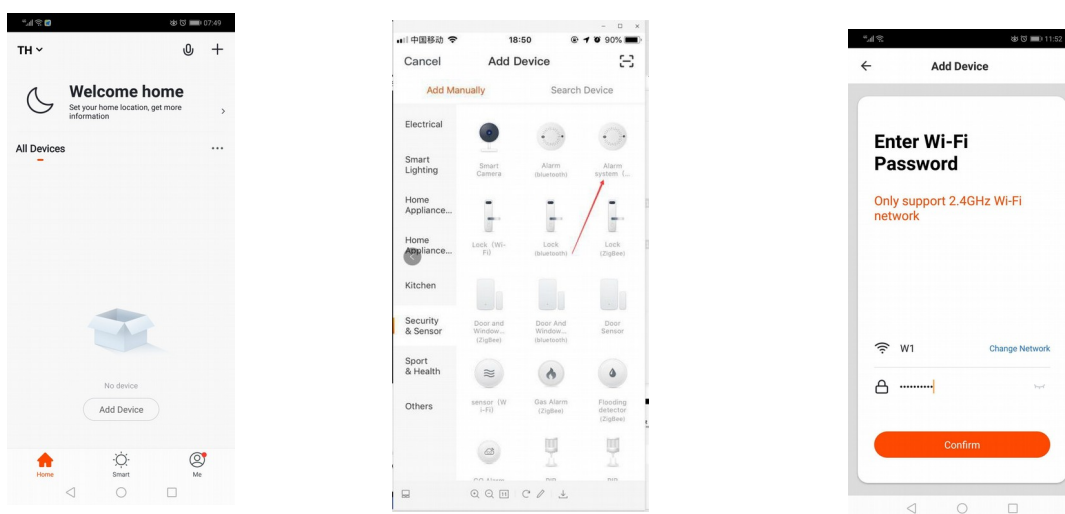 07:49
TH
Welcome home
Set your home location, get more
information
All Devices
...
No device
Add Device
Home
Smart
Me
中国移动
18:50
90%
Cancel
Add Device
Add Manually
Search Device
Electrical
Smart
Lighting
Home
Appliance...
Home
Appliance...
Kitchen
Security
& Sensor
Sport
& Health
Others
Smart
Camera
Alarm
(bluetooth)
Alarm
system (...
Lock (Wi-
Fi)
Lock
(bluetooth)
Lock
(ZigBee)
Door and
Window...
(ZigBee)
Door And
Window...
(bluetooth)
Door
Sensor
sensor (W
i-Fi)
Gas Alarm
(ZigBee)
Flooding
detector
(ZigBee)
11:52
Add Device
Enter Wi-Fi
Password
Only support 2.4GHz Wi-Fi
network
W1
Change Network
Confirm